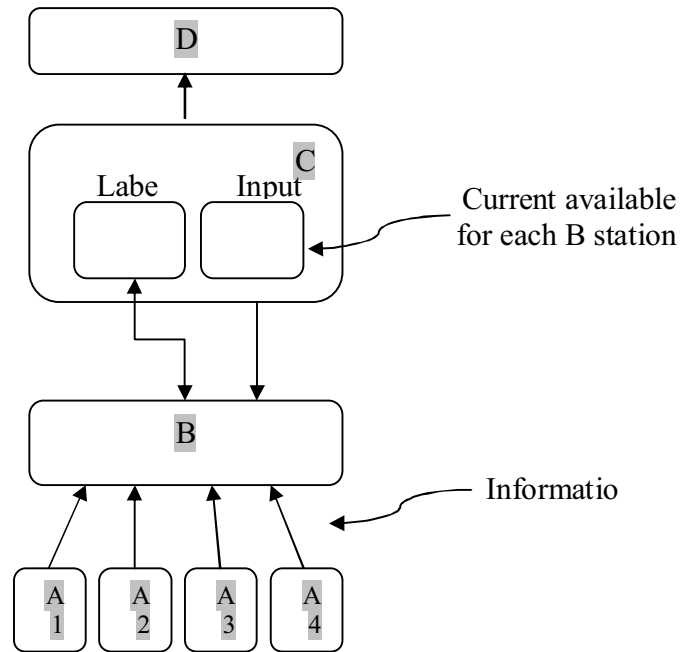 D
C
Labe Input
Current available
for each B station
B
Informatio
A A A A
1 2 3 4